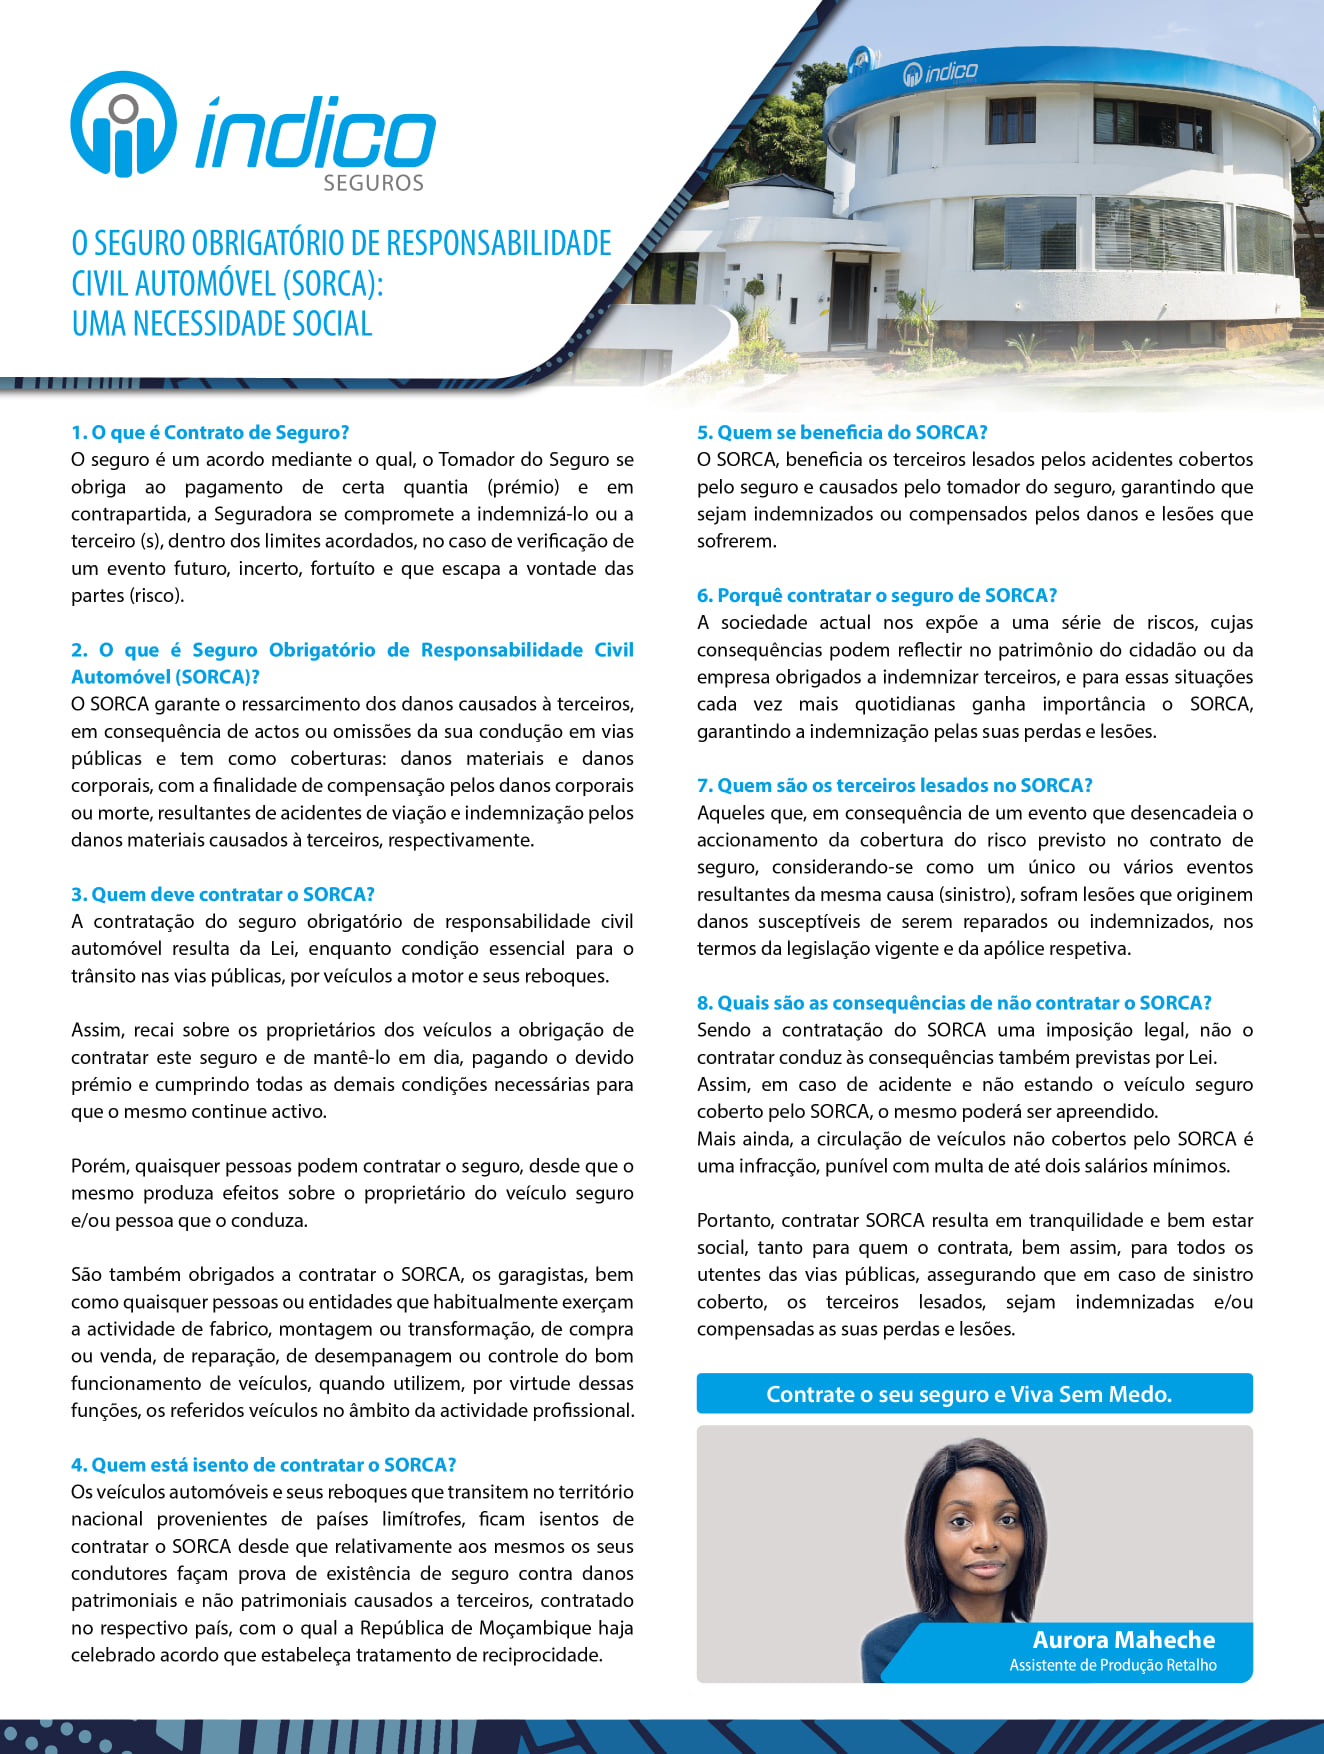 índico
SEGUROS
índico
O SEGURO OBRIGATÓRIO DE RESPONSABILIDADE
CIVIL AUTOMÓVEL (SORCA):
UMA NECESSIDADE SOCIAL
1. O que é Contrato de Seguro?
O seguro é um acordo mediante o qual, o Tomador do Seguro se
obriga ao pagamento de certa quantia (prémio) e em
contrapartida, a Seguradora se compromete a indemnizá-lo ou a
terceiro (s), dentro dos limites acordados, no caso de verificação de
um evento futuro, incerto, fortuíto e que escapa a vontade das
partes (risco).
2. O que é Seguro Obrigatório de Responsabilidade Civil
Automóvel (SORCA)?
O SORCA garante o ressarcimento dos danos causados à terceiros,
em consequência de actos ou omissões da sua condução em vias
públicas e tem como coberturas: danos materiais e danos
corporais, com a finalidade de compensação pelos danos corporais
ou morte, resultantes de acidentes de viação e indemnização pelos
danos materiais causados à terceiros, respectivamente.
3. Quem deve contratar o SORCA?
A contratação do seguro obrigatório de responsabilidade civil
automóvel resulta da Lei, enquanto condição essencial para o
trânsito nas vias públicas, por veículos a motor e seus reboques.
Assim, recai sobre os proprietários dos veículos a obrigação de
contratar este seguro e de mantê-lo em dia, pagando o devido
prémio e cumprindo todas as demais condições necessárias para
que o mesmo continue activo.
Porém, quaisquer pessoas podem contratar o seguro, desde que o
mesmo produza efeitos sobre o proprietário do veículo seguro
e/ou pessoa que o conduza.
São também obrigados a contratar o SORCA, os garagistas, bem
como quaisquer pessoas ou entidades que habitualmente exerçam
a actividade de fabrico, montagem ou transformação, de compra
ou venda, de reparação, de desempanagem ou controle do bom
funcionamento de veículos, quando utilizem, por virtude dessas
funções, os referidos veículos no âmbito da actividade profissional.
4. Quem está isento de contratar o SORCA?
Os veículos automóveis e seus reboques que transitem no território
nacional provenientes de países limítrofes, ficam isentos de
contratar o SORCA desde que relativamente aos mesmos os seus
condutores façam prova de existência de seguro contra danos
patrimoniais e não patrimoniais causados a terceiros, contratado
no respectivo país, com o qual a República de Moçambique haja
celebrado acordo que estabeleça tratamento de reciprocidade.
5. Quem se beneficia do SORCA?
O SORCA, beneficia os terceiros lesados pelos acidentes cobertos
pelo seguro e causados pelo tomador do seguro, garantindo que
sejam indemnizados ou compensados pelos danos e lesões que
sofrerem.
6. Porquê contratar o seguro de SORCA?
A sociedade actual nos expõe a uma série de riscos, cujas
consequências podem reflectir no patrimônio do cidadão ou da
empresa obrigados a indemnizar terceiros, e para essas situações
cada vez mais quotidianas ganha importância o SORCA,
garantindo a indemnização pelas suas perdas e lesões.
7. Quem são os terceiros lesados no SORCA?
Aqueles que, em consequência de um evento que desencadeia o
accionamento da cobertura do risco previsto no contrato de
seguro, considerando-se como um único ou vários eventos
resultantes da mesma causa (sinistro), sofram lesões que originem
danos susceptíveis de serem reparados ou indemnizados, nos
termos da legislação vigente e da apólice respetiva.
8. Quais são as consequências de não contratar o SORCA?
Sendo a contratação do SORCA uma imposição legal, não o
contratar conduz às consequências também previstas por Lei.
Assim, em caso de acidente e não estando o veículo seguro
coberto pelo SORCA, o mesmo poderá ser apreendido.
Mais ainda, a circulação de veículos não cobertos pelo SORCA é
uma infracção, punível com multa de até dois salários mínimos.
Portanto, contratar SORCA resulta em tranquilidade e bem estar
social, tanto para quem o contrata, bem assim, para todos os
utentes das vias públicas, assegurando que em caso de sinistro
coberto, os terceiros lesados, sejam indemnizadas e/ou
compensadas as suas perdas e lesões.
Contrate o seu seguro e Viva Sem Medo.
Aurora Maheche
Assistente de Produção Retalho